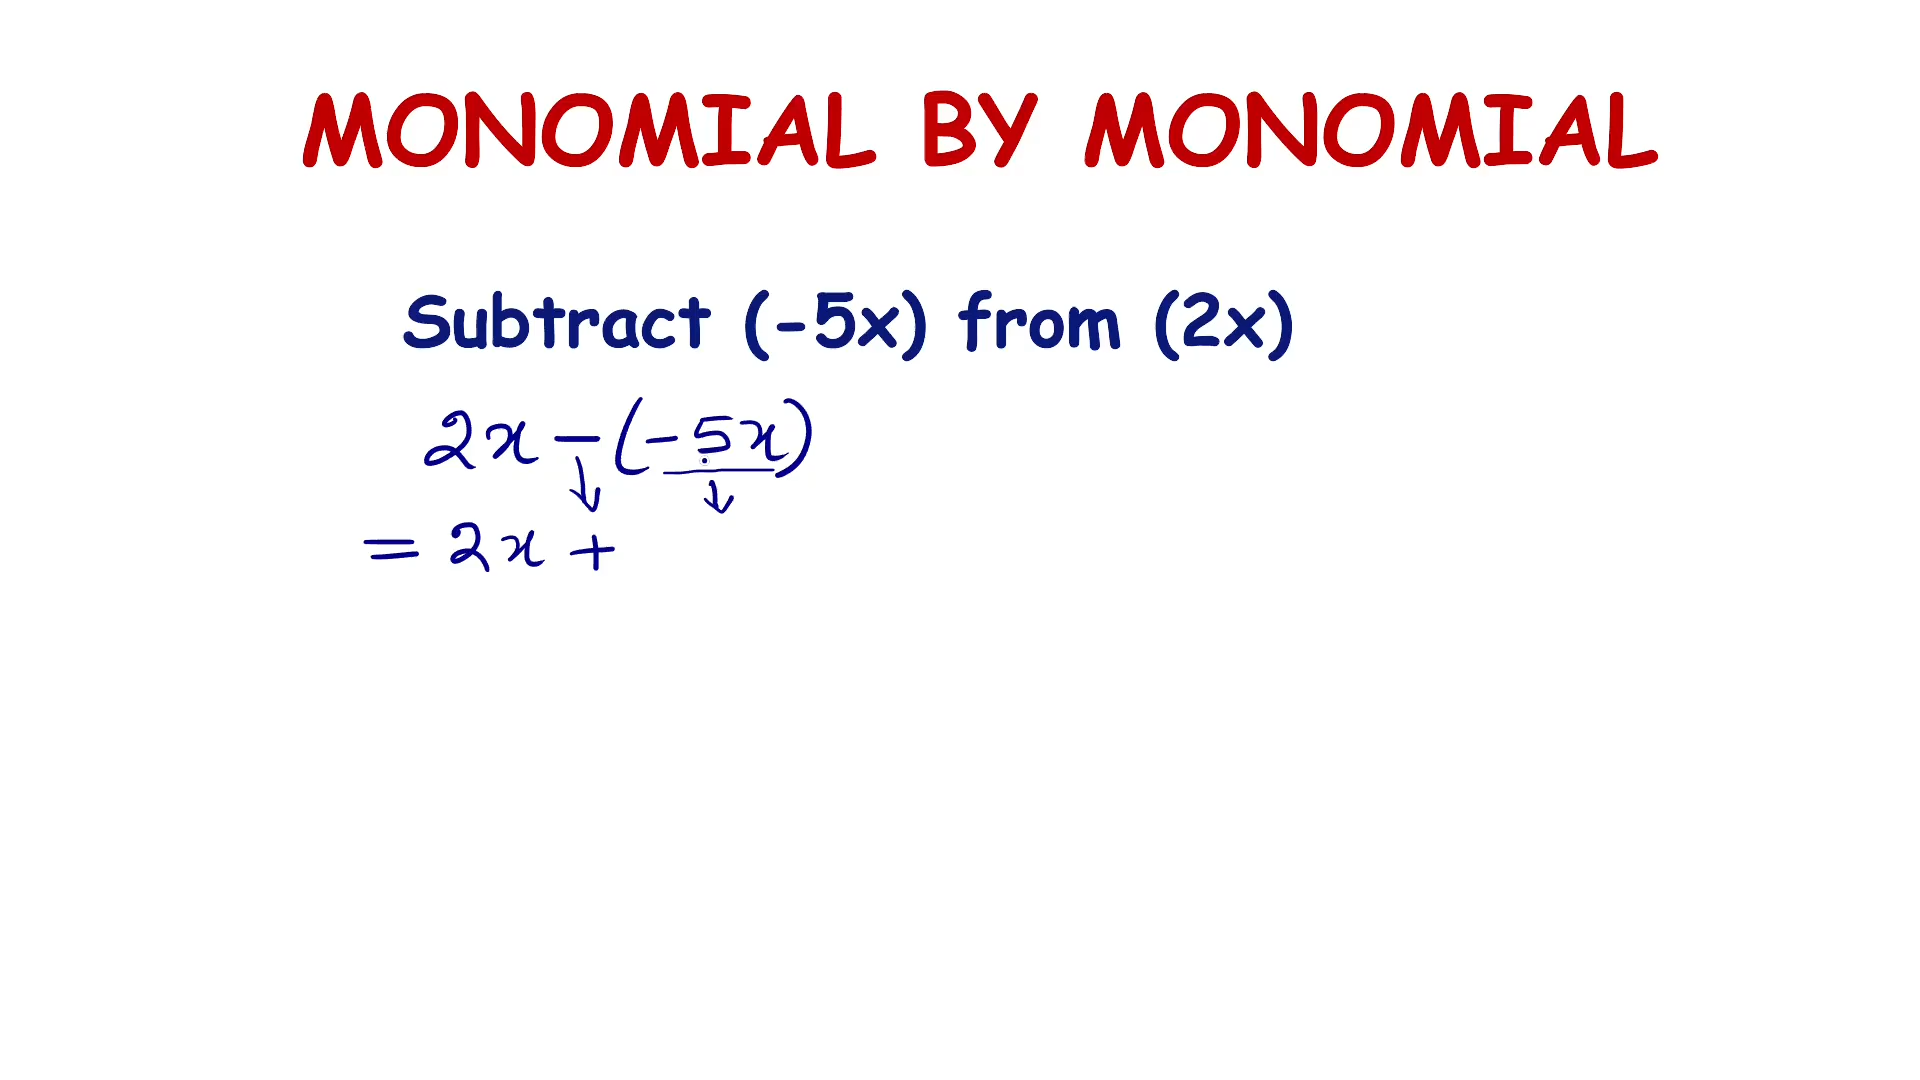 MONOMIAL BY MONOMIAL
Subtract (-5x) from (2x)
2x - (-5x)
= 2x +